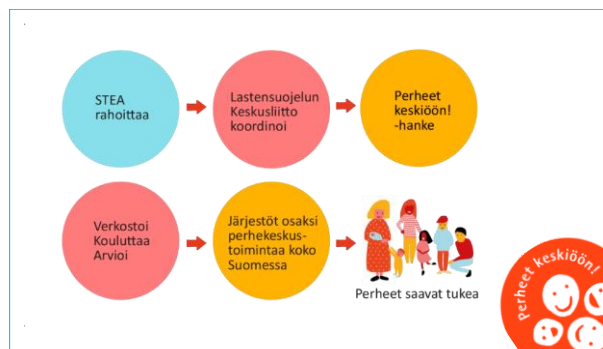 STEA
rahoittaa
Lastensuojelun
Keskusliitto
koordinoi
Perheet
keskiöön!
-hanke
Verkostoi
Kouluttaa
Arvioi
Järjestöt osaksi
perhekeskus-
toimintaa koko
Suomessa
Perheet saavat tukea
Perheet keskiöön!